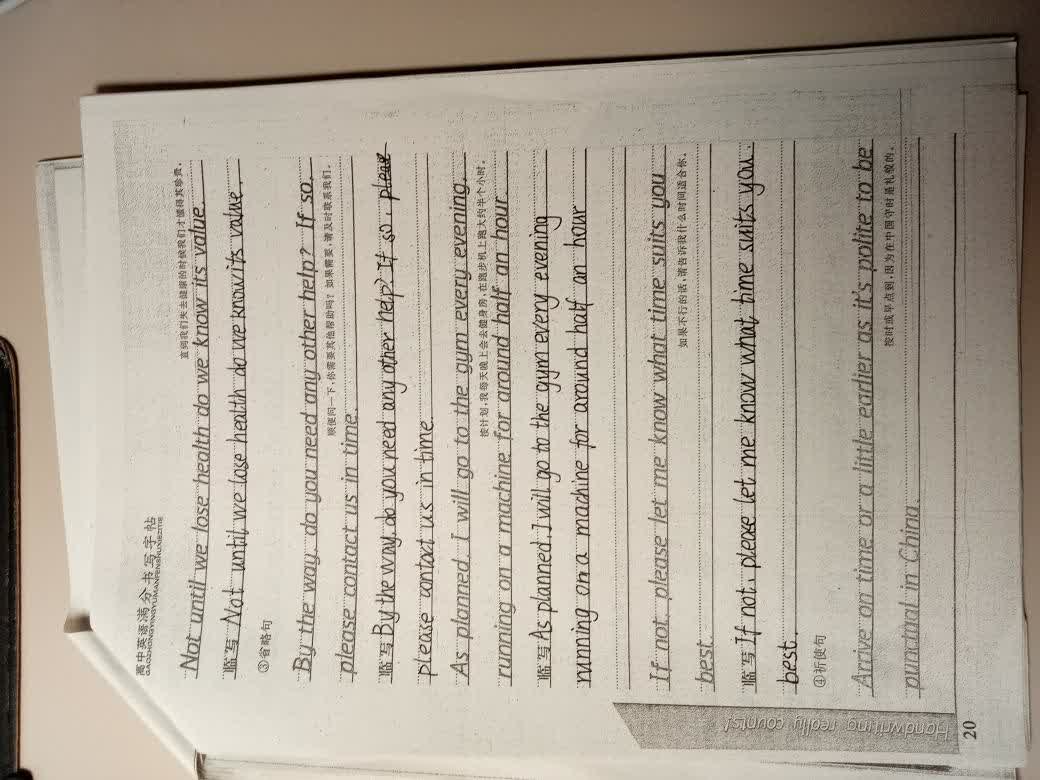 高中英语满分书写字帖
GAOZHONGYINGYUMANFENSHUXIEZITIE
直到我们失去健康的时候我们才懂得其珍贵。
Not until we lose health do we know its value.
临写 Not until we lose health do we know its value.
③省略句
By the way, do you need any other help? If so,
顺便问一下,你需要其他帮助吗?如果需要,请及时联系我们。
please contact us in time.
临写 By the way, do you need any other help? If so, please
please contact us in time.
As planned, I will go to the gym every evening,
按计划,我每天晚上会去健身房,在跑步机上跑大约半个小时。
running on a machine for around half an hour.
临写 As planned, I will go to the gym every evening
running on a machine for around half an hour
If not, please let me know what time suits you
如果不行的话,请告诉我什么时间适合你。
best.
临写 If not, please let me know what time suits you.
best.
④祈使句
Arrive on time or a little earlier as it's polite to be
按时或早点到,因为在中国守时是礼貌的。
punctual in China.
Handwriting really counts!
20